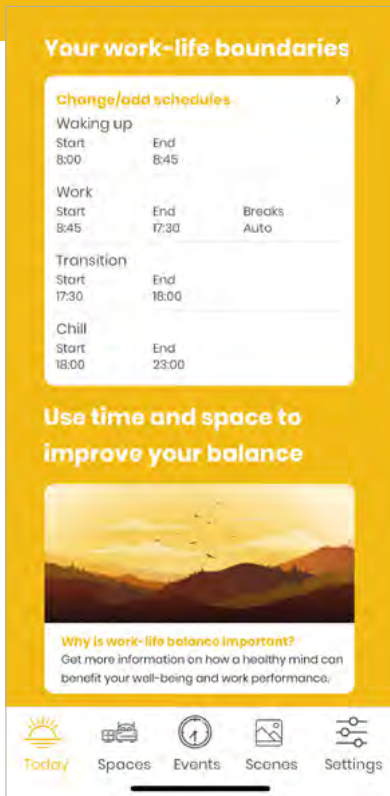 Your work-life boundaries
Change/add schedules >
Waking up
Start End
8:00 8:45
Work
Start End Breaks
8:45 17:30 Auto
Transition
Start End
17:30 18:00
Chill
Start End
18:00 23:00
Use time and space to
improve your balance
Why is work-life balance important?
Get more information on how a healthy mind can
benefit your well-being and work performance.
Today Spaces Events Scenes Settings